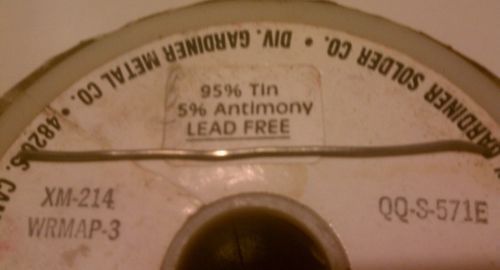 GARDINER SOLDER CO. • DIV. GARDINER METAL CO. • 4820 S.
95% Tin
5% Antimony
LEAD FREE
XM-214
WRMAP-3
QQ-S-571E